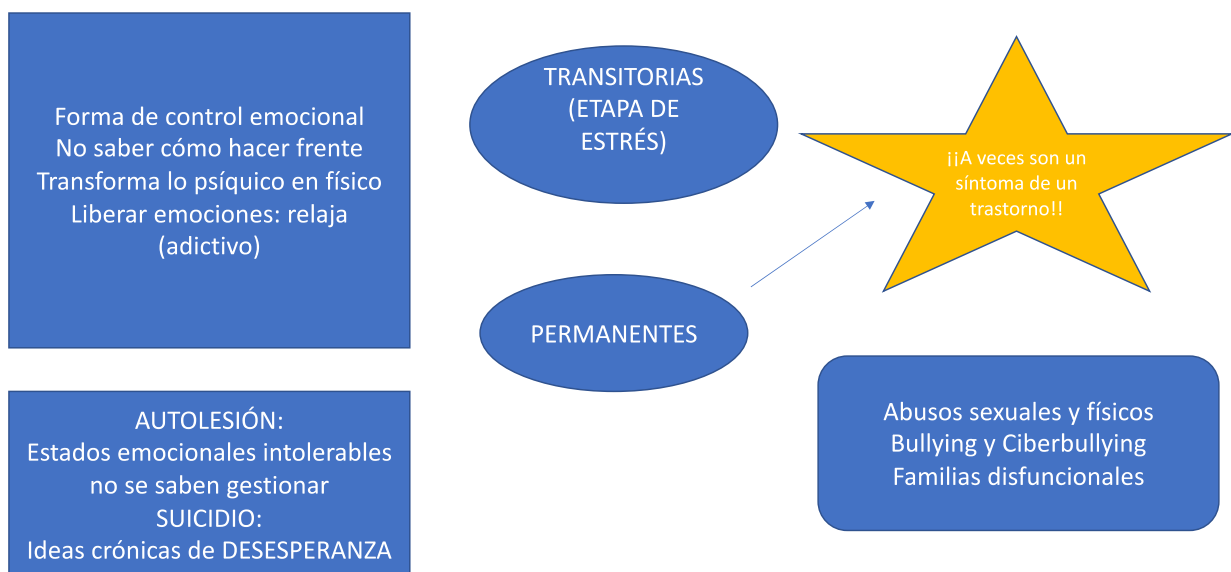 Forma de control emocional
No saber cómo hacer frente
Transforma lo psíquico en físico
Liberar emociones: relaja
(adictivo)
AUTOLESIÓN:
Estados emocionales intolerables
no se saben gestionar
SUICIDIO:
Ideas crónicas de DESESPERANZA
TRANSITORIAS
(ETAPA DE
ESTRÉS)
PERMANENTES
¡¡A veces son un
síntoma de un
trastorno!!
Abusos sexuales y físicos
Bullying y Ciberbullying
Familias disfuncionales